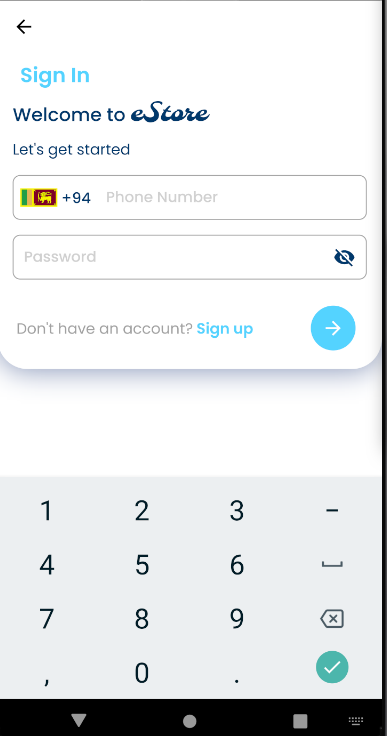 Sign In
Welcome to eStore
Let's get started
+94 Phone Number
Password
Don't have an account? Sign up
1 2 3 -
4 5 6
7 8 9
, 0 .